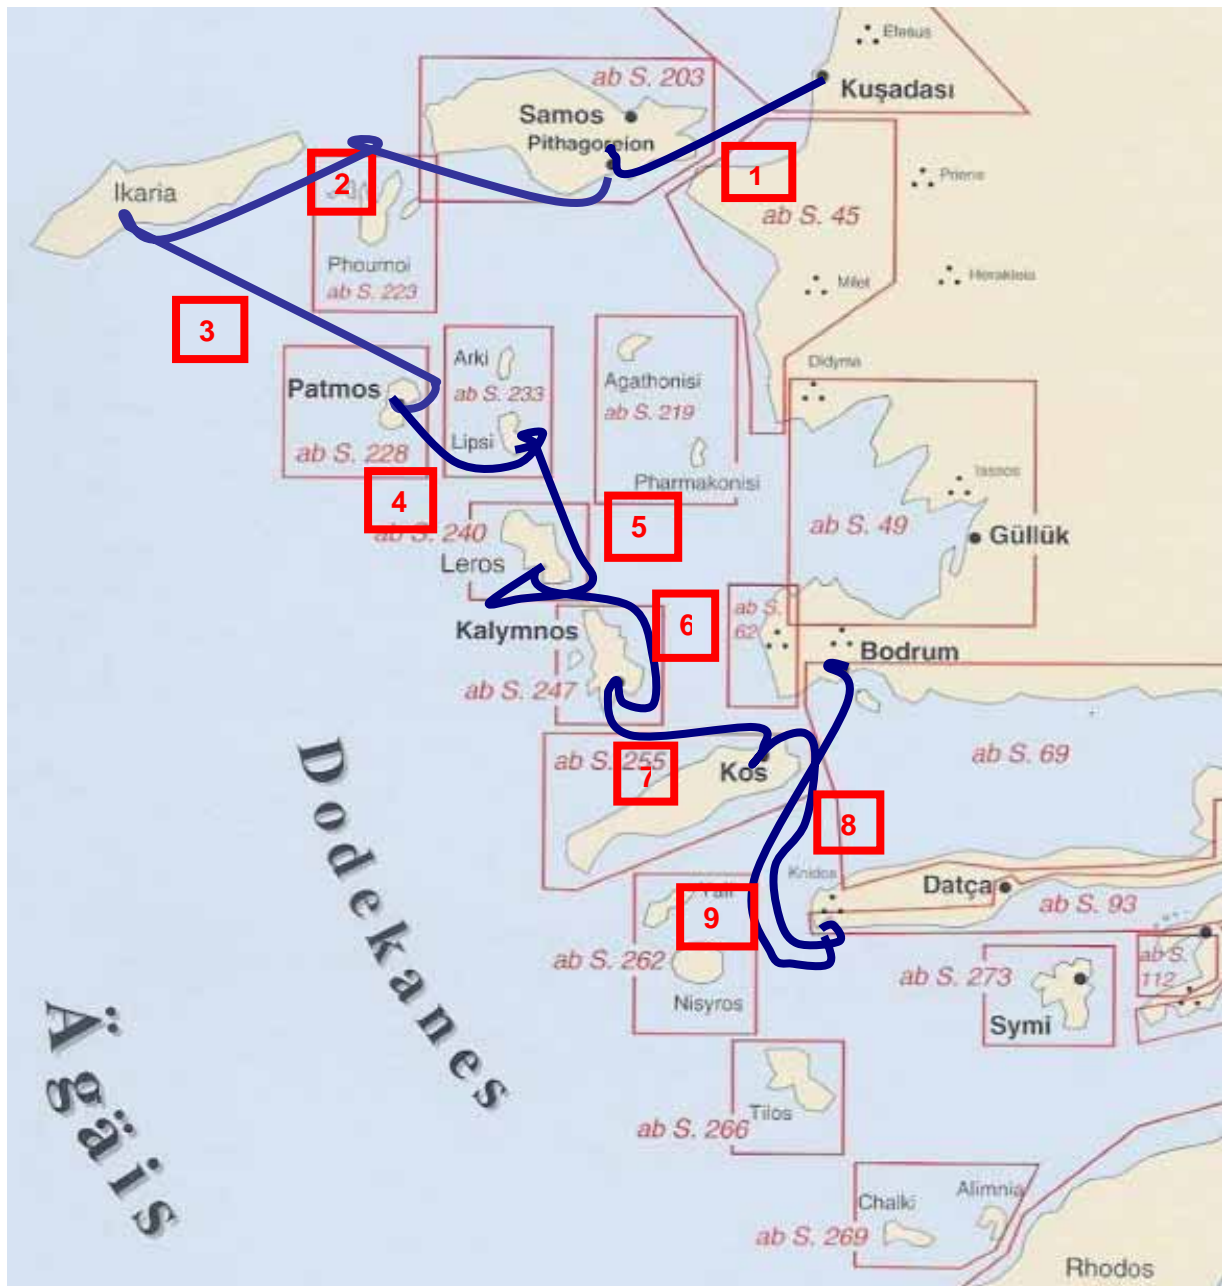 Efesus
ab S. 203
Kuşadası
Samos
Pithagoreion
1
Priene
2
Ikaria
ab S. 45
Phournoi
ab S. 223
Milet
Herakleia
3
Arki
Didyma
Patmos
ab S. 233
Agathonisi
ab S. 219
Lipsi
ab S. 228
Pharmakonisi
Iassos
4
5
ab S. 240
ab S. 49
Güllük
Leros
ab S.
62
6
Kalymnos
Bodrum
ab S. 247
ab S. 255
7
Kos
ab S. 69
Dodekanes
8
Knidos
Datça
Yali
9
ab S. 93
ab S. 262
ab S. 273
ab S.
112
Nisyros
Symi
Ägäis
Tilos
ab S. 266
Chalki
Alimnia
ab S. 269
Rhodos